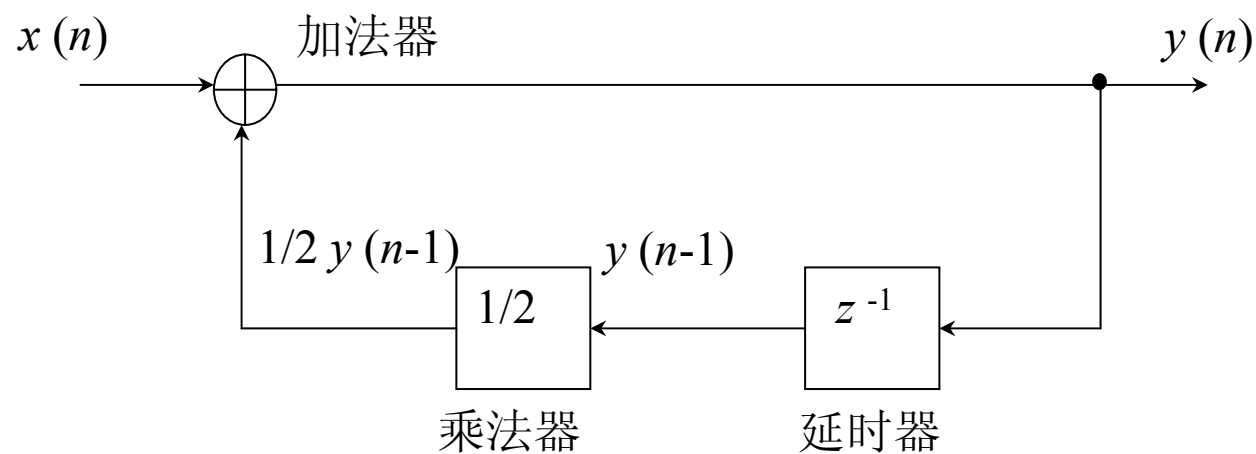 x (n)
加法器
y (n)
1/2 y (n-1)
y (n-1)
1/2
z -1
乘法器
延时器